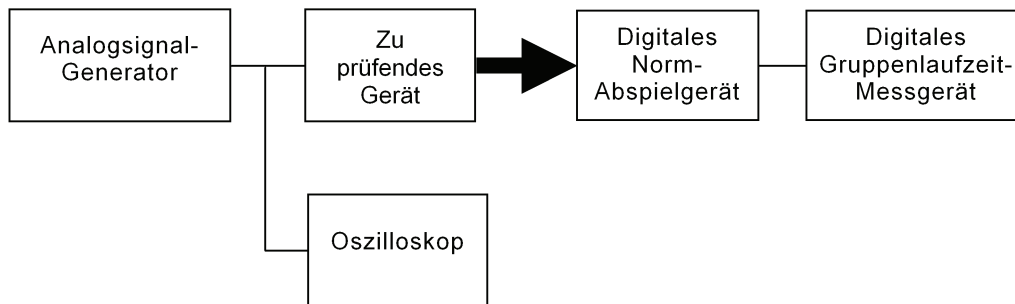 Analogsignal-
Generator
Zu
prüfendes
Gerät
Digitales
Norm-
Abspielgerät
Digitales
Gruppenlaufzeit-
Messgerät
Oszilloskop